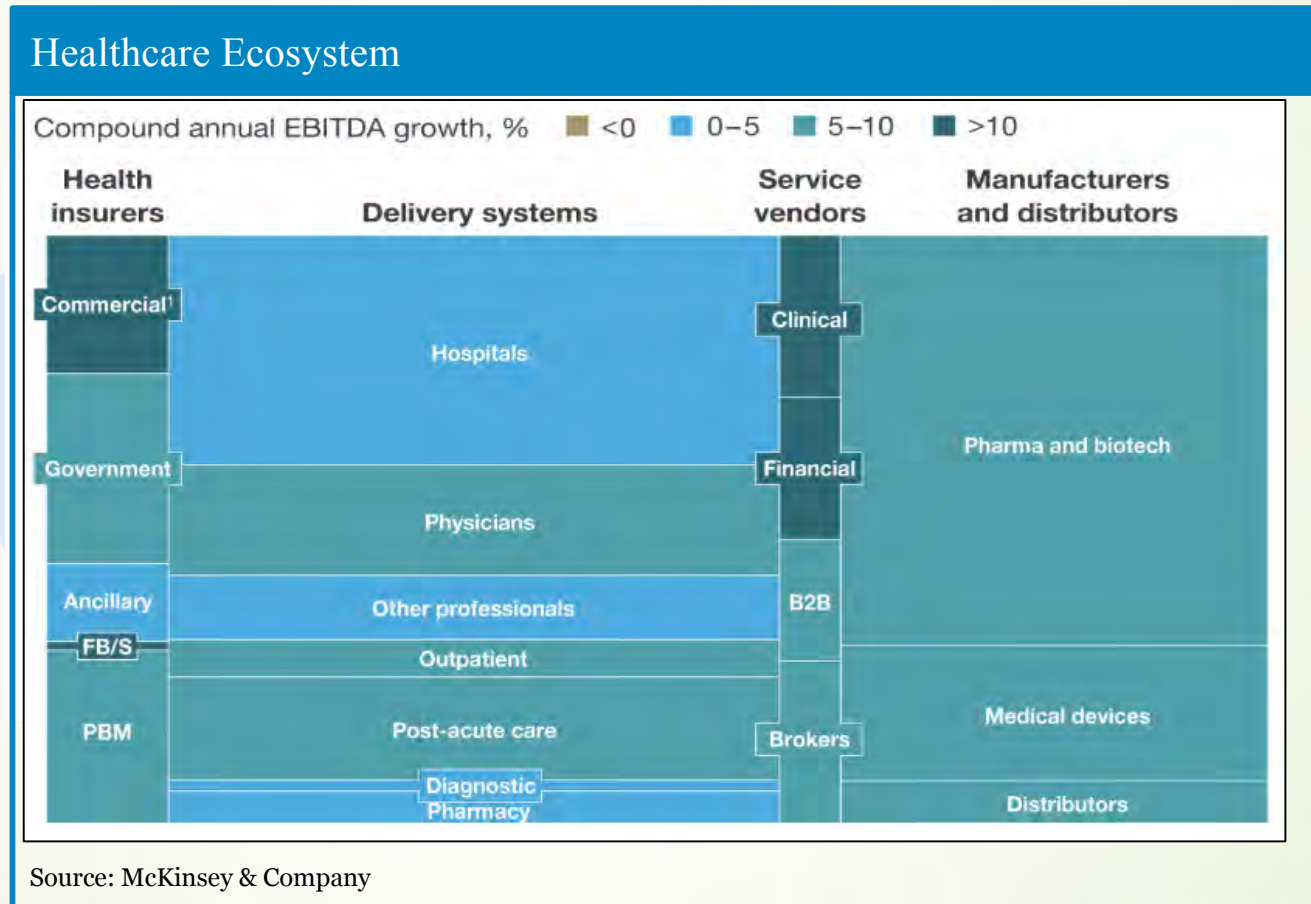 Healthcare Ecosystem
Compound annual EBITDA growth, % <0 0–5 5–10 >10
Health insurers
Delivery systems
Service vendors
Manufacturers and distributors
Commercial¹
Government
Ancillary
FB/S
PBM
Hospitals
Physicians
Other professionals
Outpatient
Post-acute care
Diagnostic
Pharmacy
Clinical
Financial
B2B
Brokers
Pharma and biotech
Medical devices
Distributors
Source: McKinsey & Company